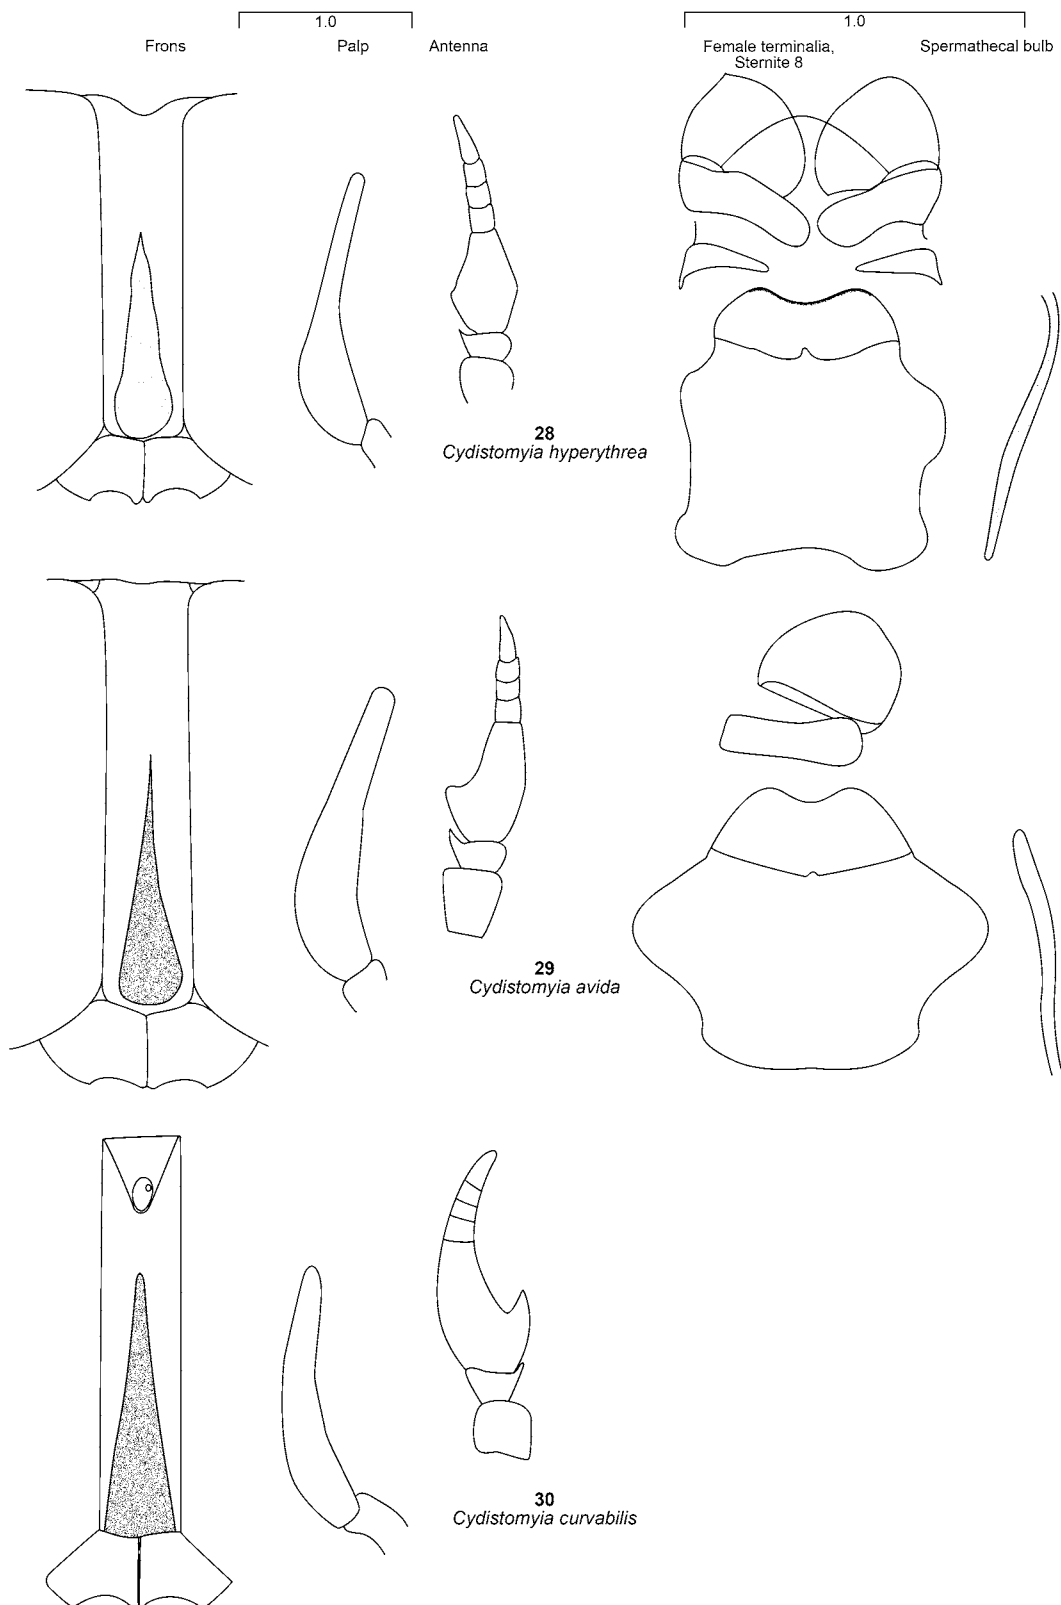 1.0
1.0
Frons
Palp
Antenna
Female terminalia,
Sternite 8
Spermathecal bulb
28
Cydistomyia hyperythrea
29
Cydistomyia avida
30
Cydistomyia curvabilis